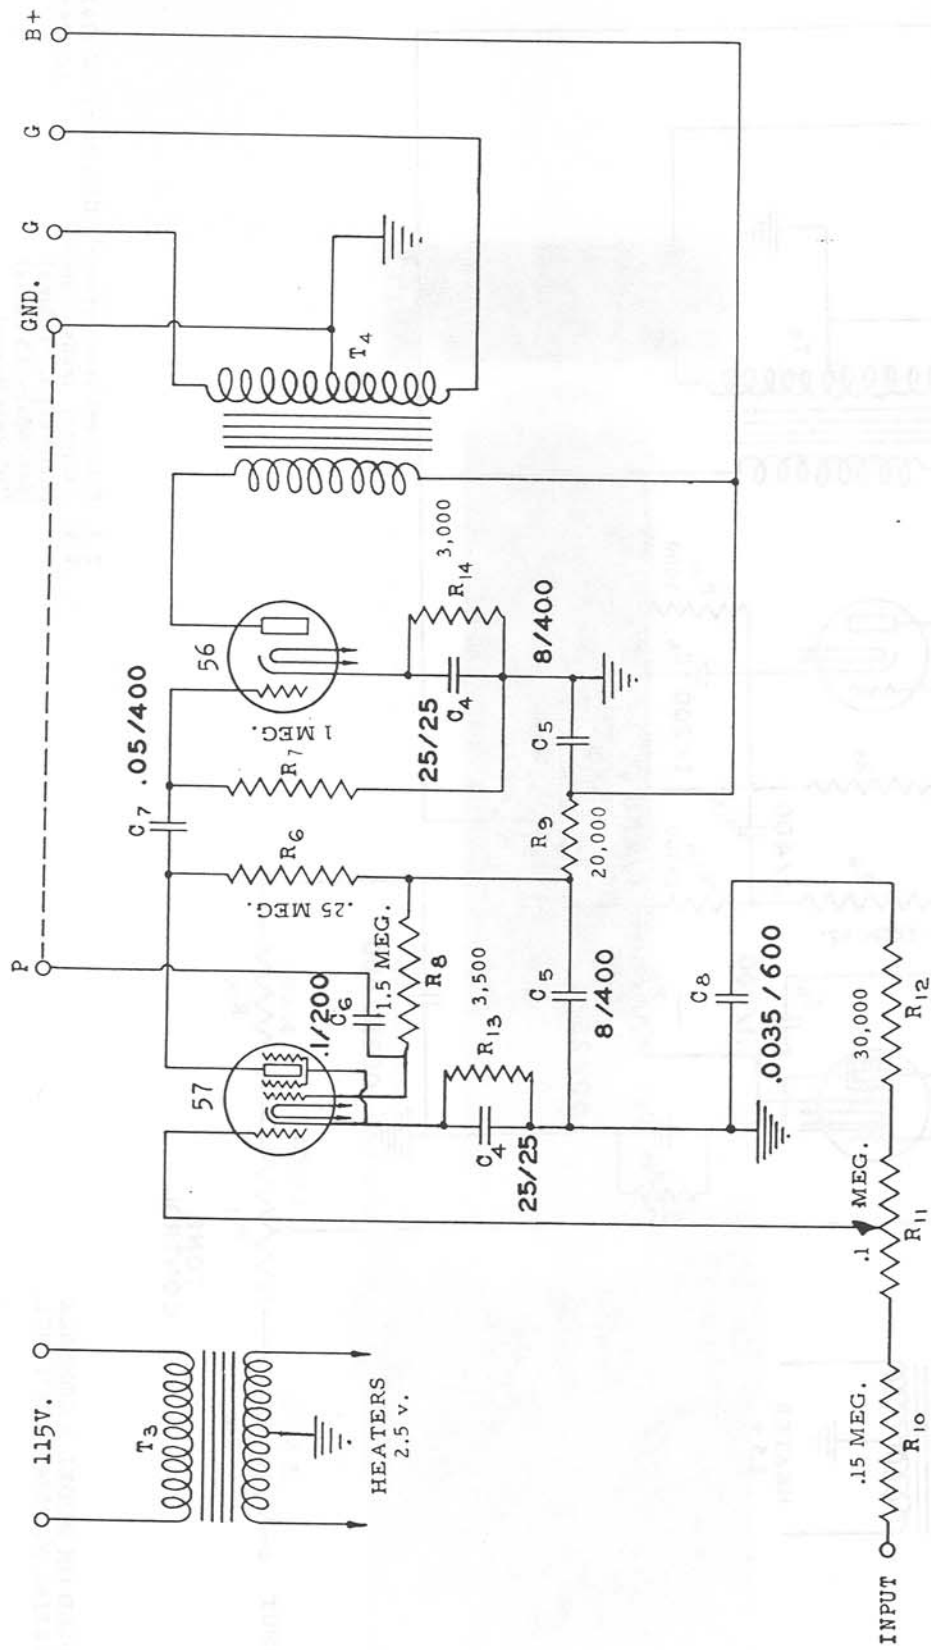 115V.
P
GND.
G
G
B+
T3
HEATERS
2.5 v.
57
.1/200
C6
1.5 MEG.
R8
.25 MEG.
R6
C7
.05/400
1 MEG.
R7
56
T4
R13
3,500
C4
25/25
C4
25/25
R14
3,000
C5
8/400
R9
20,000
C5
8/400
C8
.0035/600
INPUT
.15 MEG.
R10
.1 MEG.
R11
30,000
R12